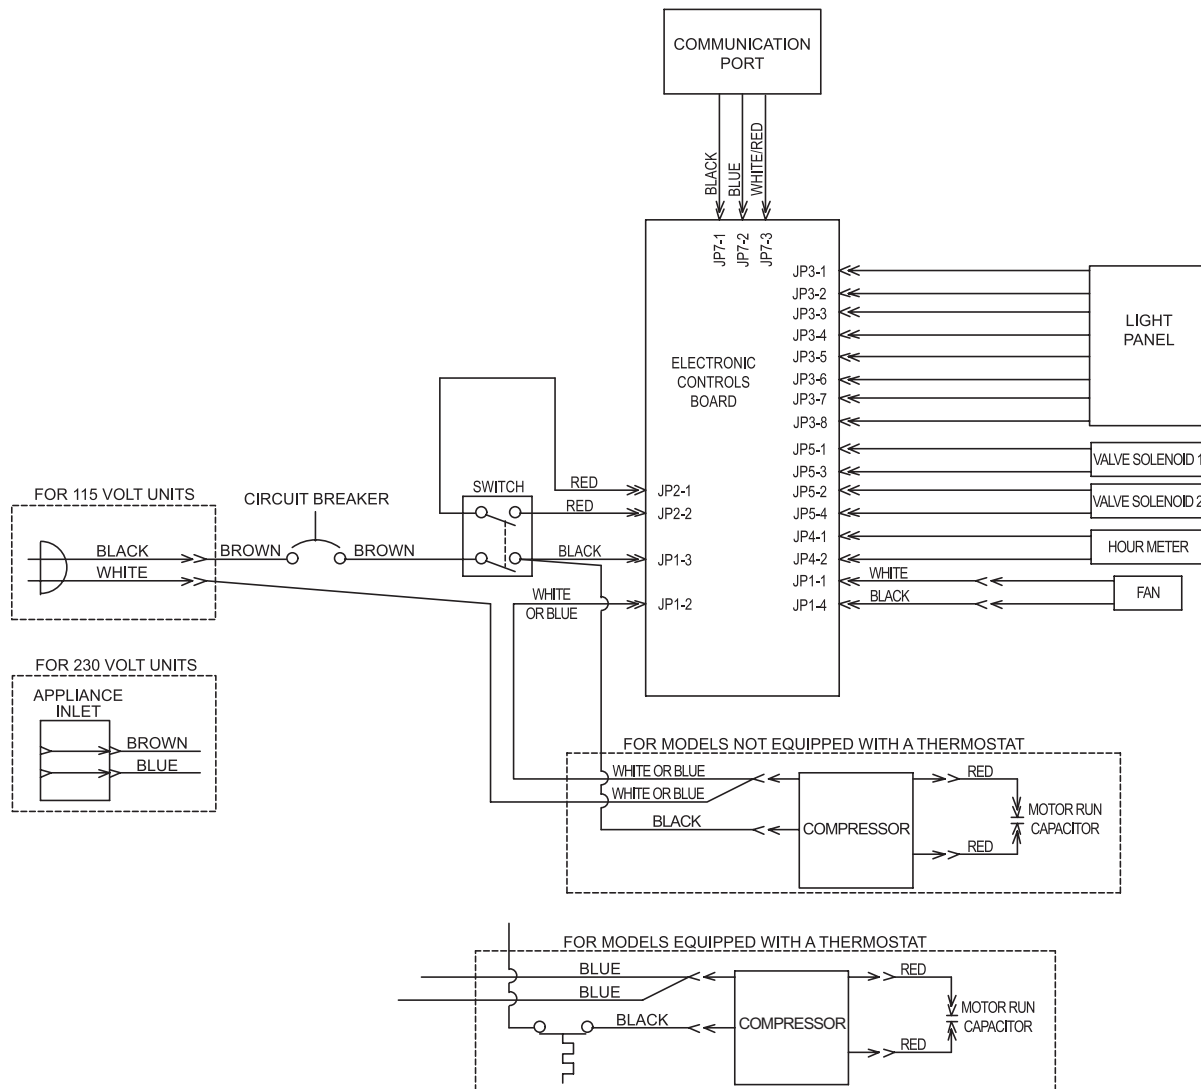 COMMUNICATION
PORT
BLACK
BLUE
WHITE/RED
JP7-1
JP7-2
JP7-3
JP3-1
JP3-2
JP3-3
JP3-4
JP3-5
JP3-6
JP3-7
JP3-8
LIGHT
PANEL
ELECTRONIC
CONTROLS
BOARD
JP5-1
JP5-3
VALVE SOLENOID 1
JP5-2
JP5-4
VALVE SOLENOID 2
JP4-1
JP4-2
HOUR METER
JP1-1
WHITE
JP1-4
BLACK
FAN
RED
JP2-1
RED
JP2-2
BLACK
JP1-3
WHITE
OR BLUE
JP1-2
SWITCH
CIRCUIT BREAKER
BROWN
BROWN
FOR 115 VOLT UNITS
BLACK
WHITE
FOR 230 VOLT UNITS
APPLIANCE
INLET
BROWN
BLUE
FOR MODELS NOT EQUIPPED WITH A THERMOSTAT
WHITE OR BLUE
WHITE OR BLUE
BLACK
COMPRESSOR
RED
RED
MOTOR RUN
CAPACITOR
FOR MODELS EQUIPPED WITH A THERMOSTAT
BLUE
BLUE
BLACK
COMPRESSOR
RED
RED
MOTOR RUN
CAPACITOR